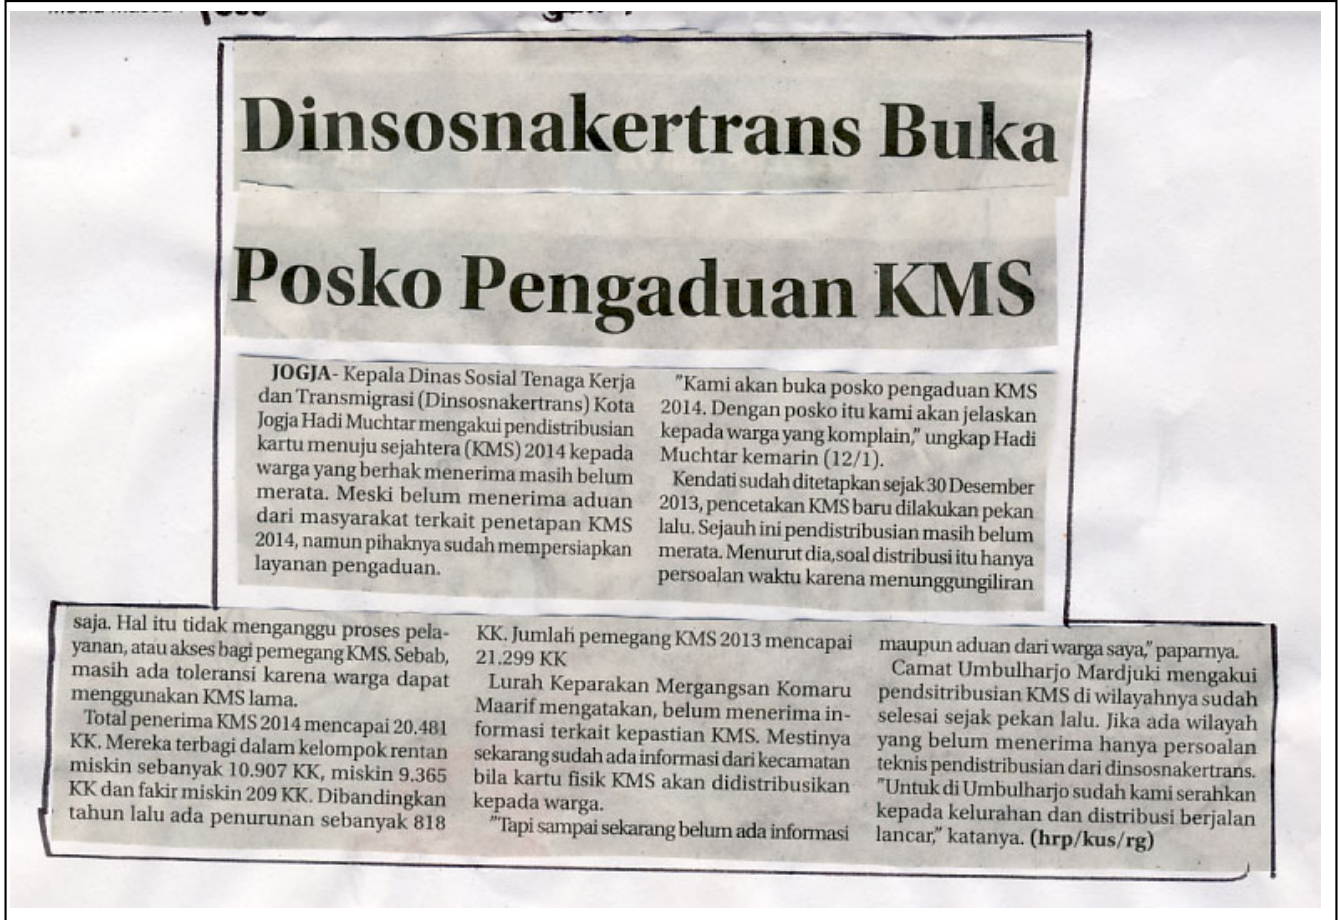 Dinsosnakertrans Buka
Posko Pengaduan KMS
JOGJA- Kepala Dinas Sosial Tenaga Kerja
dan Transmigrasi (Dinsosnakertrans) Kota
Jogja Hadi Muchtar mengakui pendistribusian
kartu menuju sejahtera (KMS) 2014 kepada
warga yang berhak menerima masih belum
merata. Meski belum menerima aduan
dari masyarakat terkait penetapan KMS
2014, namun pihaknya sudah mempersiapkan
layanan pengaduan.
"Kami akan buka posko pengaduan KMS
2014. Dengan posko itu kami akan jelaskan
kepada warga yang komplain," ungkap Hadi
Muchtar kemarin (12/1).
Kendati sudah ditetapkan sejak 30 Desember
2013, pencetakan KMS baru dilakukan pekan
lalu. Sejauh ini pendistribusian masih belum
merata. Menurut dia,soal distribusi itu hanya
persoalan waktu karena menunggungiliran
saja. Hal itu tidak menganggu proses pela-
yanan, atau akses bagi pemegang KMS. Sebab,
masih ada toleransi karena warga dapat
menggunakan KMS lama.
Total penerima KMS 2014 mencapai 20.481
KK. Mereka terbagi dalam kelompok rentan
miskin sebanyak 10.907 KK, miskin 9.365
KK dan fakir miskin 209 KK. Dibandingkan
tahun lalu ada penurunan sebanyak 818
KK. Jumlah pemegang KMS 2013 mencapai
21.299 KK
Lurah Keparakan Mergangsan Komaru
Maarif mengatakan, belum menerima in-
formasi terkait kepastian KMS. Mestinya
sekarang sudah ada informasi dari kecamatan
bila kartu fisik KMS akan didistribusikan
kepada warga.
"Tapi sampai sekarang belum ada informasi
maupun aduan dari warga saya," paparnya.
Camat Umbulharjo Mardjuki mengakui
pendsitribusian KMS di wilayahnya sudah
selesai sejak pekan lalu. Jika ada wilayah
yang belum menerima hanya persoalan
teknis pendistribusian dari dinsosnakertrans.
"Untuk di Umbulharjo sudah kami serahkan
kepada kelurahan dan distribusi berjalan
lancar," katanya. (hrp/kus/rg)